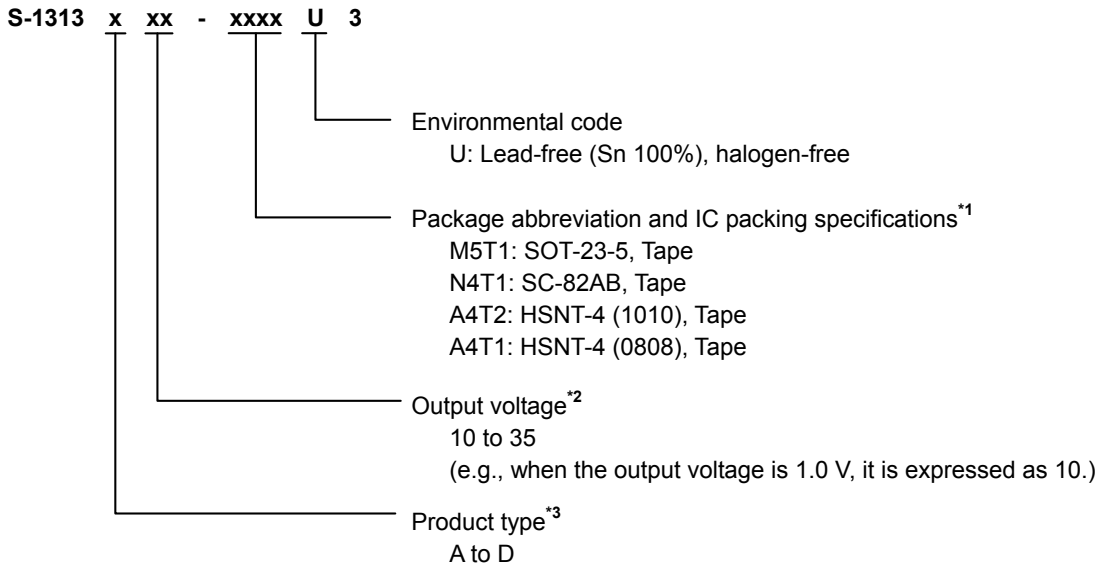 S-1313 x xx - xxxx U 3
Environmental code
U: Lead-free (Sn 100%), halogen-free
Package abbreviation and IC packing specifications*1
M5T1: SOT-23-5, Tape
N4T1: SC-82AB, Tape
A4T2: HSNT-4 (1010), Tape
A4T1: HSNT-4 (0808), Tape
Output voltage*2
10 to 35
(e.g., when the output voltage is 1.0 V, it is expressed as 10.)
Product type*3
A to D